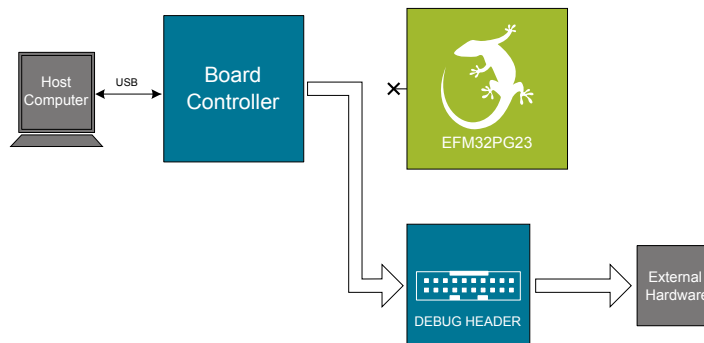 Host
Computer
USB
Board
Controller
EFM32PG23
DEBUG HEADER
External
Hardware